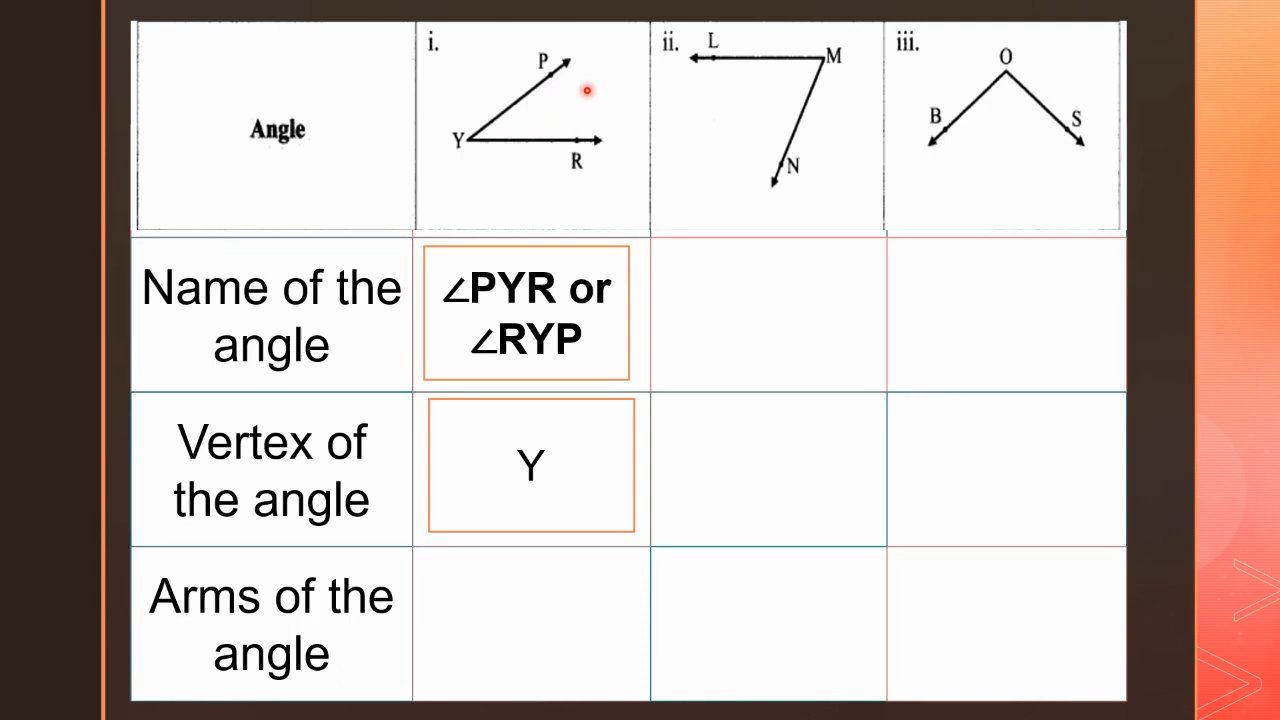 Angle
i.
P
Y
R
ii.
L
M
N
iii.
O
B
S
Name of the
angle
∠PYR or
∠RYP
Vertex of
the angle
Y
Arms of the
angle